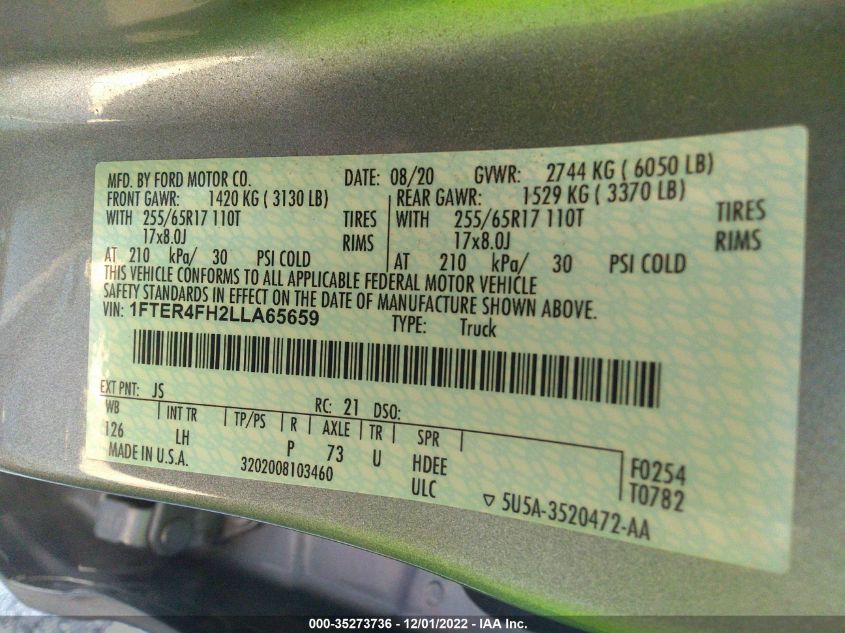 MFD. BY FORD MOTOR CO. DATE: 08/20 GVWR: 2744 KG ( 6050 LB)
FRONT GAWR: 1420 KG ( 3130 LB) REAR GAWR: 1529 KG ( 3370 LB)
WITH 255/65R17 110T TIRES WITH 255/65R17 110T TIRES
17x8.0J RIMS 17x8.0J RIMS
AT 210 kPa/ 30 PSI COLD AT 210 kPa/ 30 PSI COLD
THIS VEHICLE CONFORMS TO ALL APPLICABLE FEDERAL MOTOR VEHICLE
SAFETY STANDARDS IN EFFECT ON THE DATE OF MANUFACTURE SHOWN ABOVE.
VIN: 1FTER4FH2LLA65659 TYPE: Truck
EXT PNT: JS RC: 21 DSO:
WB INT TR TP/PS R AXLE TR SPR
126 LH P 73 U HDEE F0254
MADE IN U.S.A. 3202008103460 ULC T0782
▽ 5U5A-3520472-AA
000-35273736 - 12/01/2022 - IAA Inc.